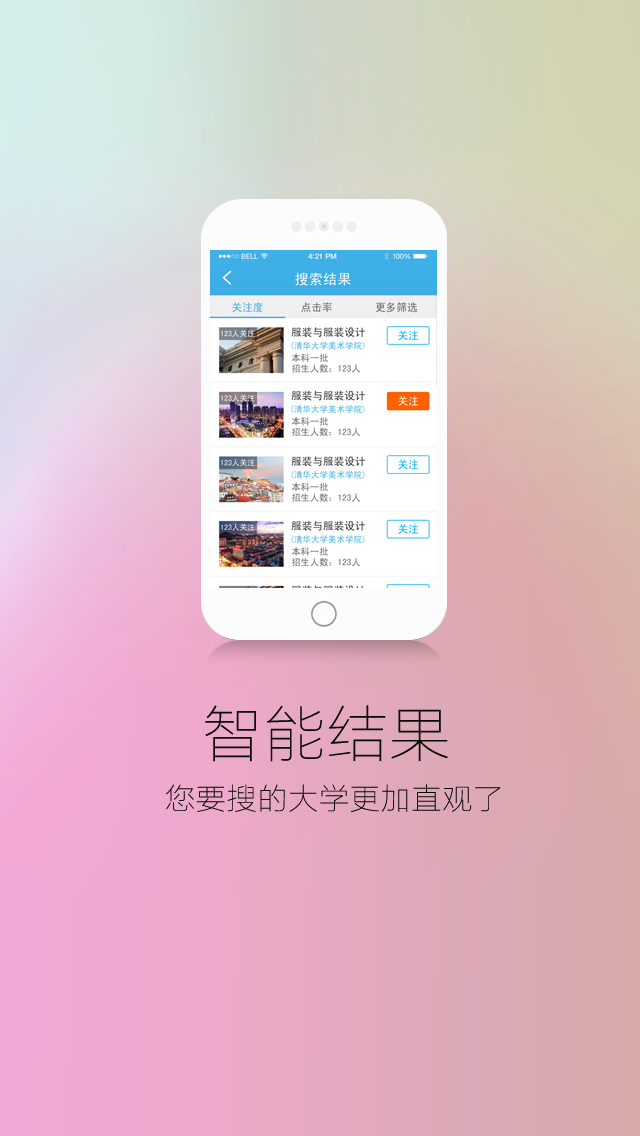 BELL 4:21 PM 100%
搜索结果
关注度 点击率 更多筛选
123人关注 服装与服装设计 关注
(清华大学美术学院)
本科一批
招生人数：123人
123人关注 服装与服装设计 关注
(清华大学美术学院)
本科一批
招生人数：123人
123人关注 服装与服装设计 关注
(清华大学美术学院)
本科一批
招生人数：123人
123人关注 服装与服装设计 关注
(清华大学美术学院)
本科一批
招生人数：123人
智能结果
您要搜的大学更加直观了